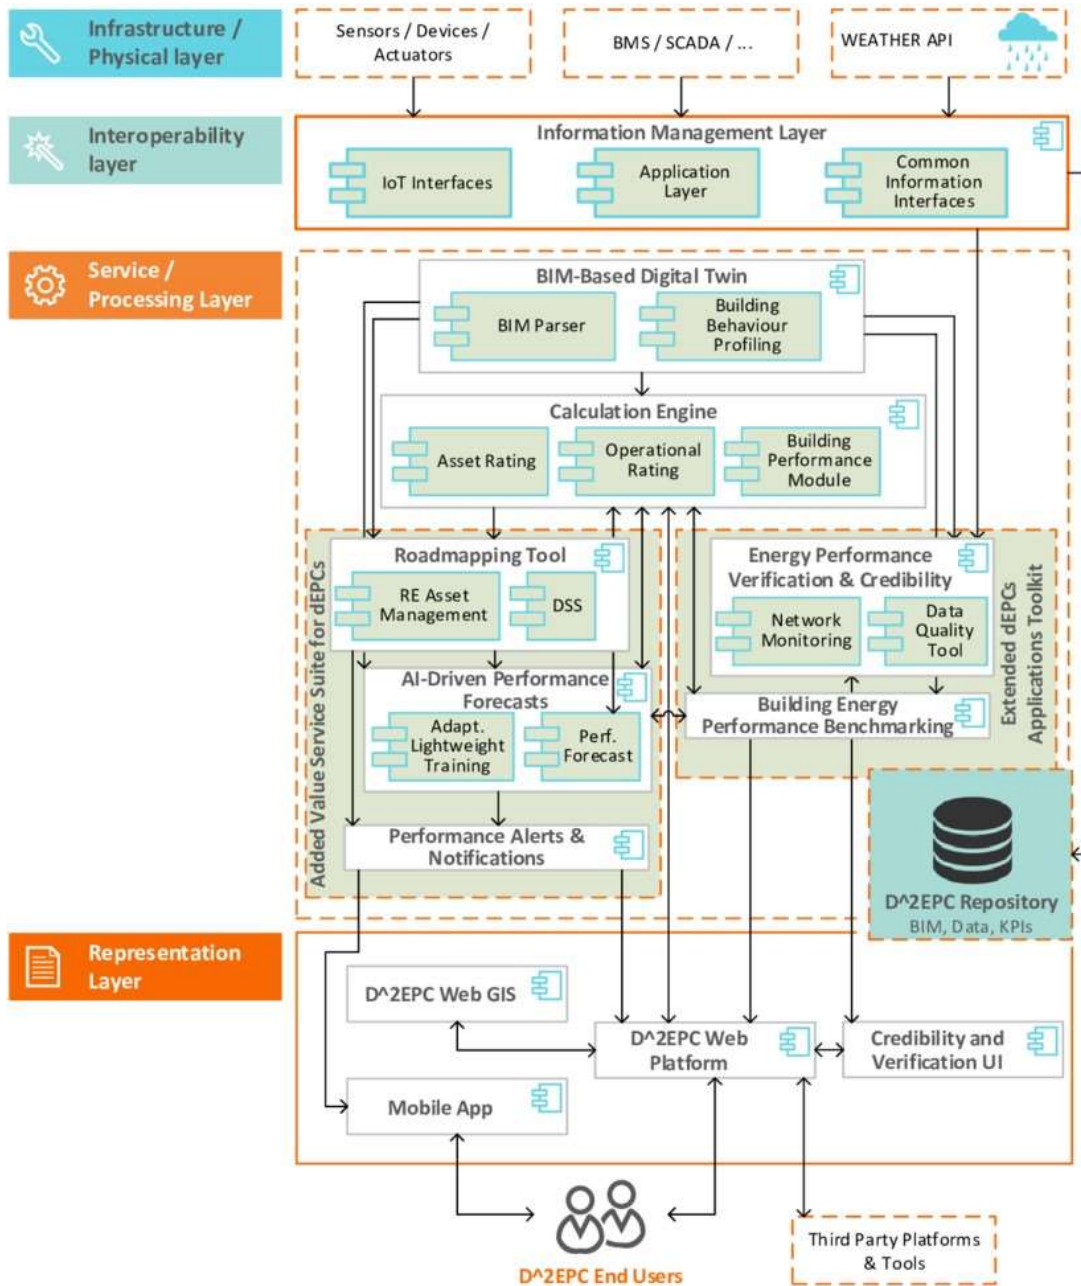 Infrastructure /
Physical layer
Sensors / Devices /
Actuators
BMS / SCADA / ...
WEATHER API
Interoperability
layer
Information Management Layer
IoT Interfaces
Application
Layer
Common
Information
Interfaces
Service /
Processing Layer
BIM-Based Digital Twin
BIM Parser
Building
Behaviour
Profiling
Calculation Engine
Asset Rating
Operational
Rating
Building
Performance
Module
Added Value Service Suite for dEPCs
Roadmapping Tool
RE Asset
Management
DSS
AI-Driven Performance
Forecasts
Adapt.
Lightweight
Training
Perf.
Forecast
Performance Alerts &
Notifications
Energy Performance
Verification & Credibility
Network
Monitoring
Data
Quality
Tool
Building Energy
Performance Benchmarking
Extended dEPCs
Applications Toolkit
D^2EPC Repository
BIM, Data, KPIs
Representation
Layer
D^2EPC Web GIS
D^2EPC Web
Platform
Credibility and
Verification UI
Mobile App
D^2EPC End Users
Third Party Platforms
& Tools